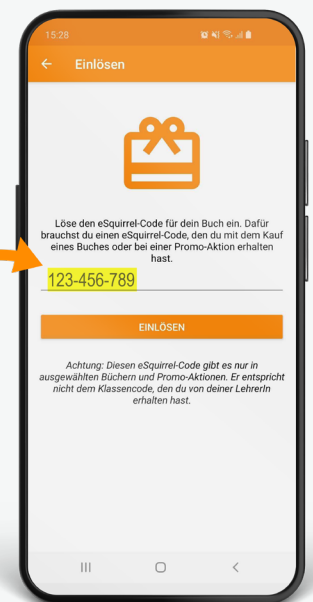 15:28
Einlösen
Löse den eSquirrel-Code für dein Buch ein. Dafür
brauchst du einen eSquirrel-Code, den du mit dem Kauf
eines Buches oder bei einer Promo-Aktion erhalten
hast.
123-456-789
EINLÖSEN
Achtung: Diesen eSquirrel-Code gibt es nur in
ausgewählten Büchern und Promo-Aktionen. Er entspricht
nicht dem Klassencode, den du von deiner LehrerIn
erhalten hast.